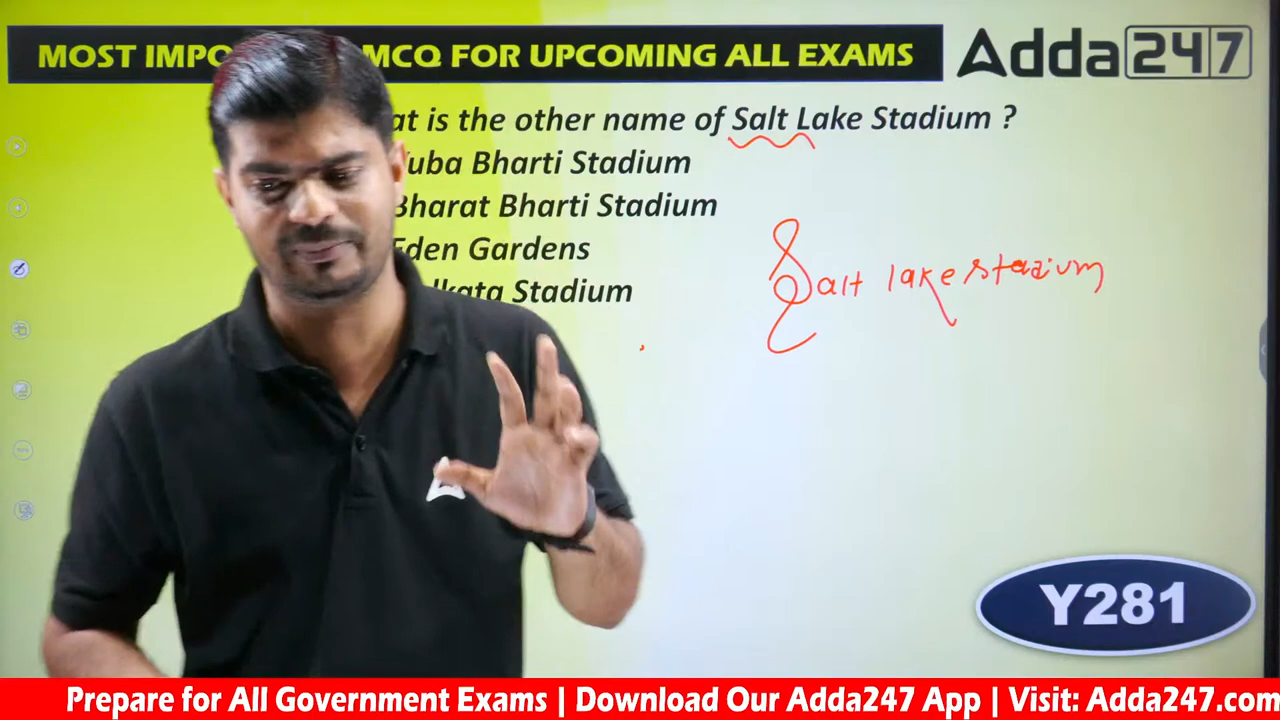 MOST IMPO MCQ FOR UPCOMING ALL EXAMS
Adda247
at is the other name of Salt Lake Stadium ?
uba Bharti Stadium
Bharat Bharti Stadium
Eden Gardens
lkata Stadium
Salt lake stadium
Y281
Prepare for All Government Exams | Download Our Adda247 App | Visit: Adda247.com